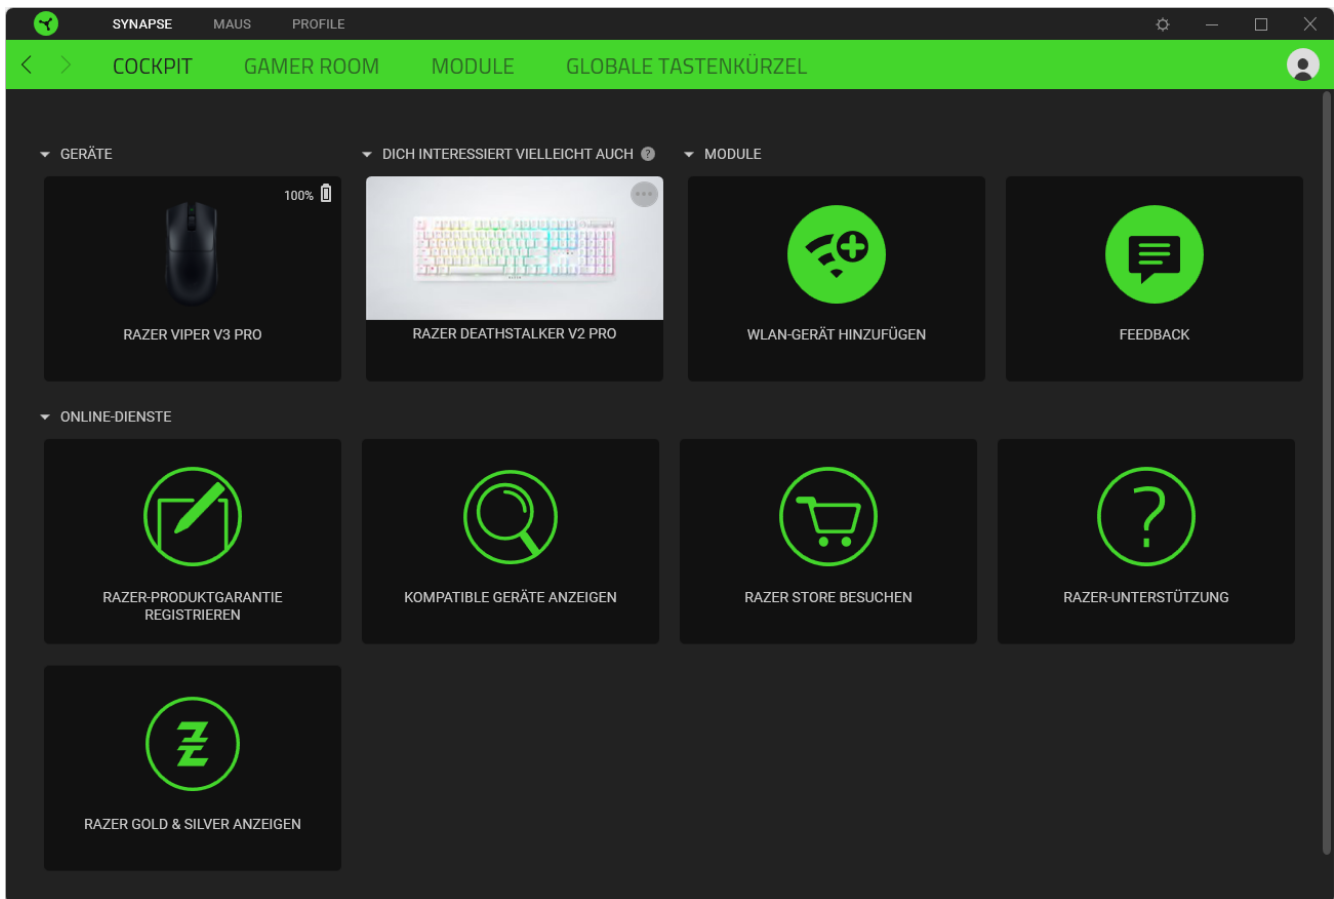 SYNAPSE MAUS PROFILE
COCKPIT GAMER ROOM MODULE GLOBALE TASTENKÜRZEL
GERÄTE
DICH INTERESSIERT VIELLEICHT AUCH ?
MODULE
100%
RAZER VIPER V3 PRO
RAZER DEATHSTALKER V2 PRO
WLAN-GERÄT HINZUFÜGEN
FEEDBACK
ONLINE-DIENSTE
RAZER-PRODUKTGARANTIE
REGISTRIEREN
KOMPATIBLE GERÄTE ANZEIGEN
RAZER STORE BESUCHEN
RAZER-UNTERSTÜTZUNG
RAZER GOLD & SILVER ANZEIGEN